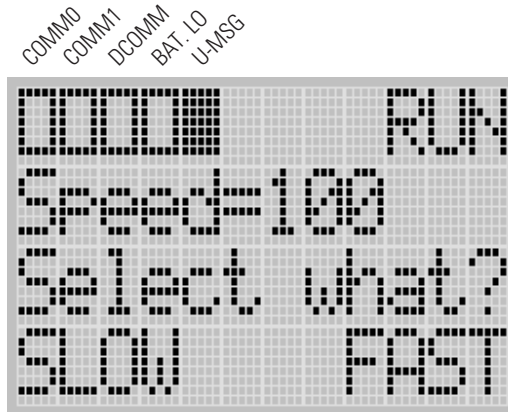 COMM0 COMM1 DCOMM BAT. LO U-MSG
RUN
Speed=100
Select what?
SLOW FAST